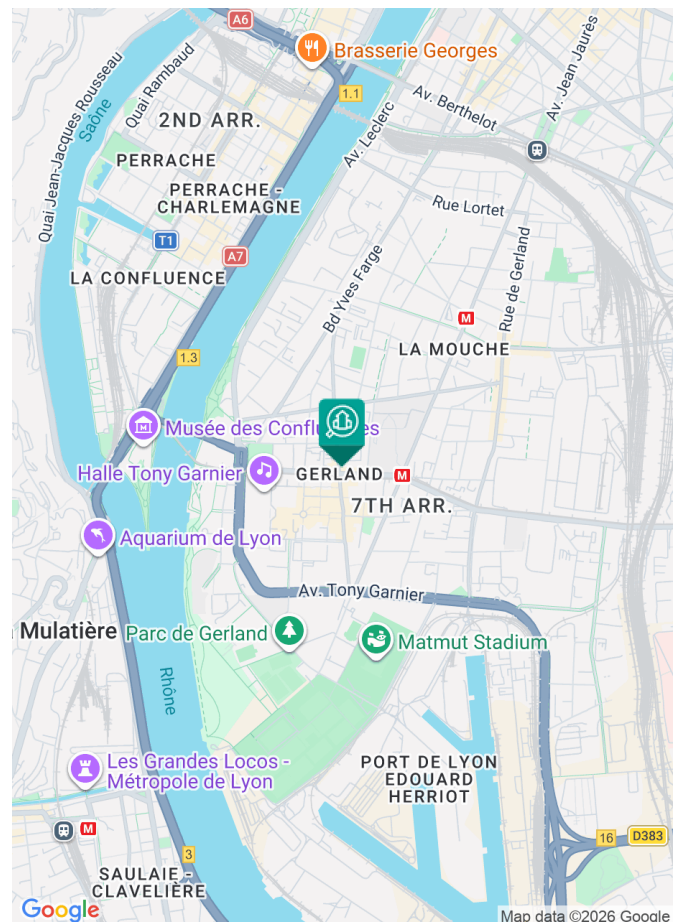 A6
Brasserie Georges
1.1
Av. Jean Jaurès
Quai Rambaud
Av. Berthelot
Quai Jean-Jacques Rousseau
Saône
2ND ARR.
Av. Leclerc
PERRACHE
PERRACHE -
CHARLEMAGNE
Rue Lortet
T1
A7
Bd Yves Farge
Rue de Gerland
LA CONFLUENCE
M
LA MOUCHE
1.3
M
Musée des Conflu
es
Halle Tony Garnier
GERLAND
M
7TH ARR.
Aquarium de Lyon
Av. Tony Garnier
Mulatière
Parc de Gerland
Matmut Stadium
Rhône
Les Grandes Locos -
Métropole de Lyon
PORT DE LYON
EDOUARD
HERRIOT
M
3
16
D383
SAULAIE -
CLAVELIÈRE
Google
Map data ©2026 Google